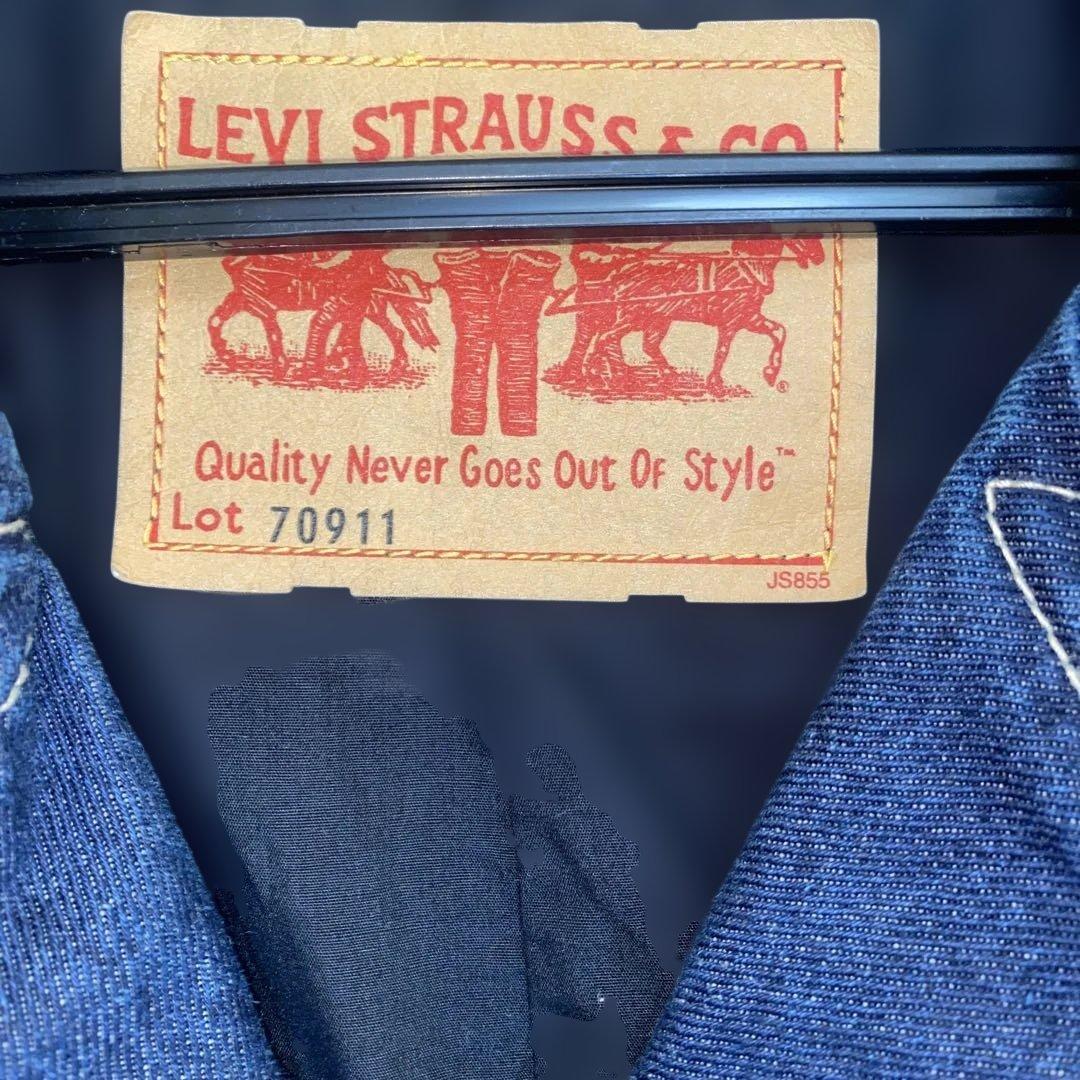 LEVI STRAUSS & CO
Quality Never Goes Out Of Style™
Lot 70911
JS855
®